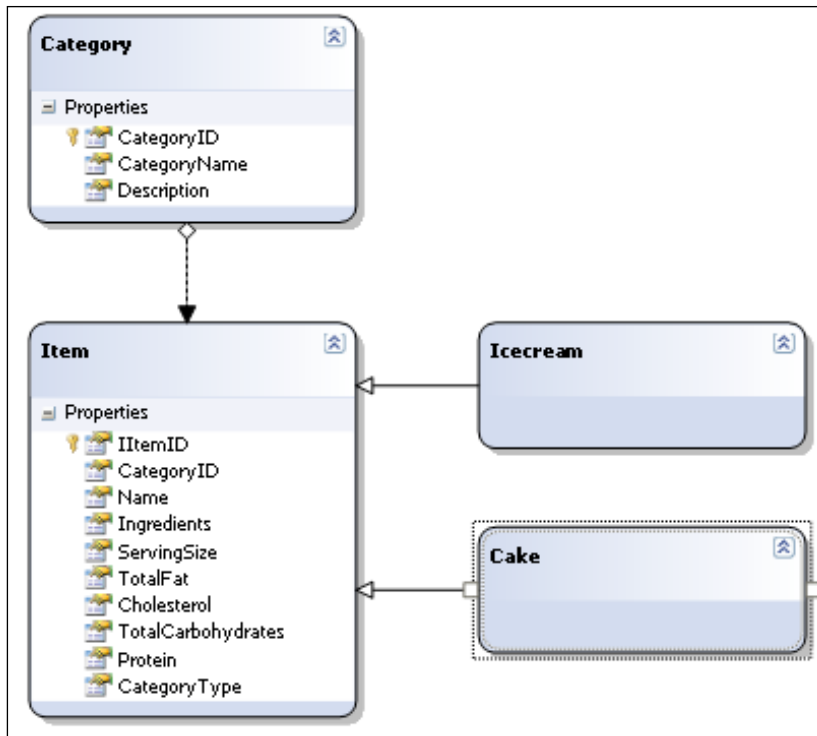 Category
Properties
CategoryID
CategoryName
Description
Item
Properties
IItemID
CategoryID
Name
Ingredients
ServingSize
TotalFat
Cholesterol
TotalCarbohydrates
Protein
CategoryType
Icecream
Cake